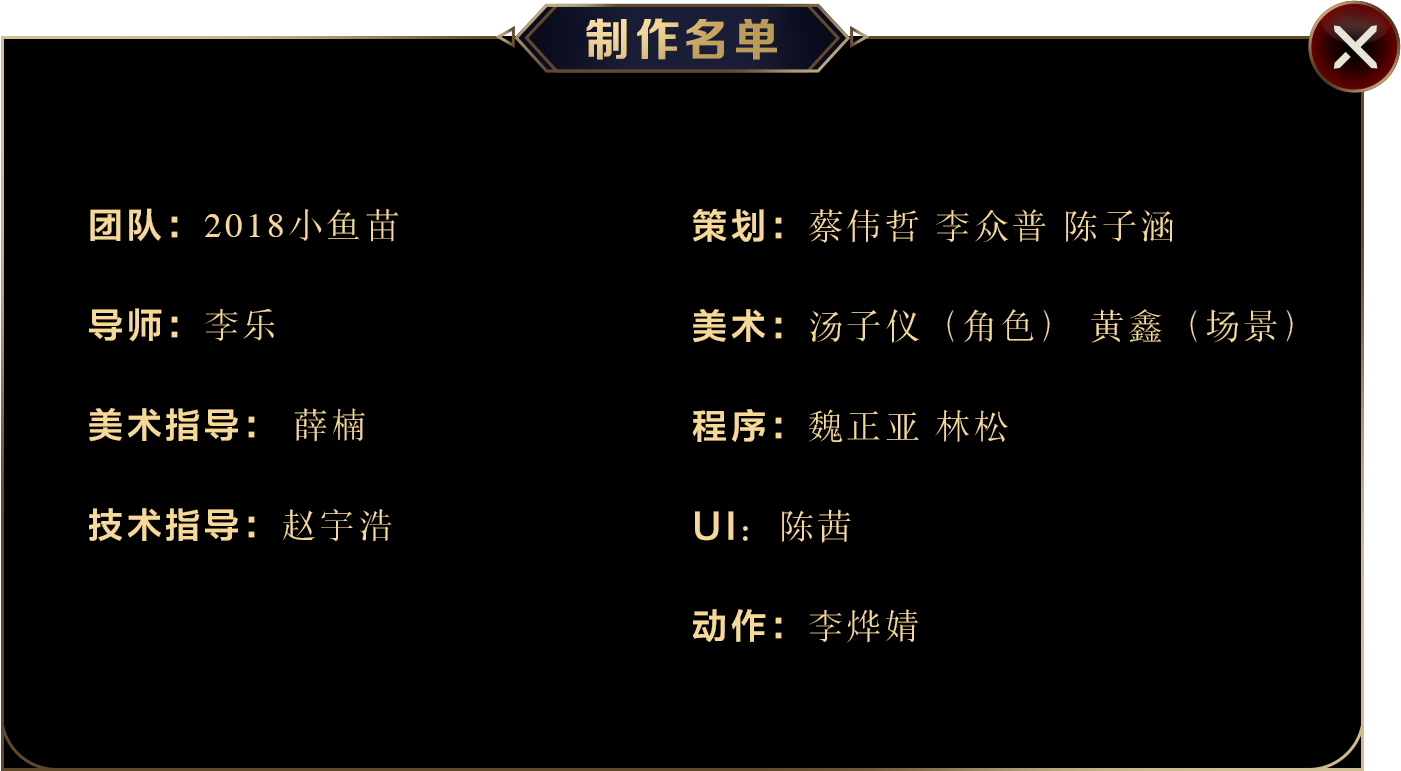 制作名单
团队：2018小鱼苗
导师：李乐
美术指导： 薛楠
技术指导：赵宇浩
策划：蔡伟哲 李众普 陈子涵
美术：汤子仪（角色） 黄鑫（场景）
程序：魏正亚 林松
UI： 陈茜
动作：李烨婧